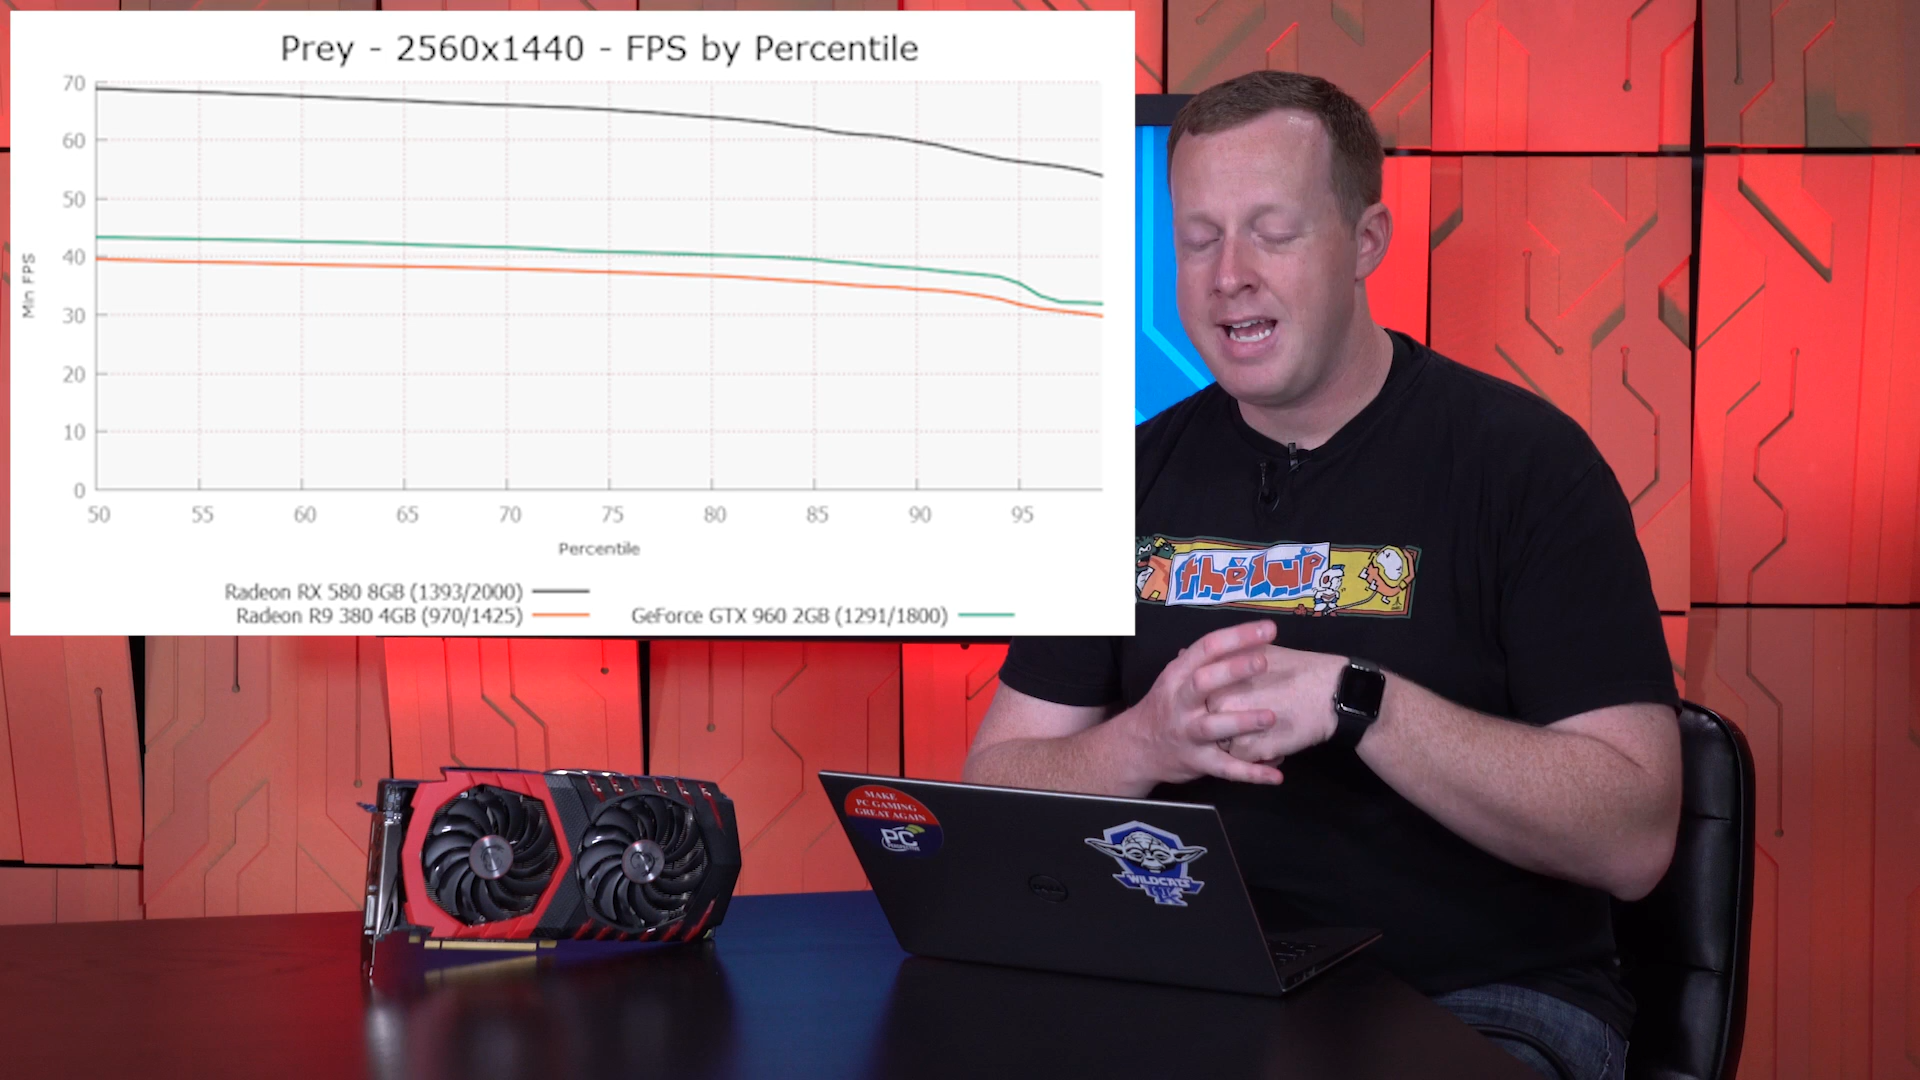 Prey - 2560x1440 - FPS by Percentile
70
60
50
40
30
20
10
0
Min FPS
50 55 60 65 70 75 80 85 90 95
Percentile
Radeon RX 580 8GB (1393/2000)
Radeon R9 380 4GB (970/1425) GeForce GTX 960 2GB (1291/1800)
the1up
MAKE
PC GAMING
GREAT AGAIN
PC
WILDCATS
DELL